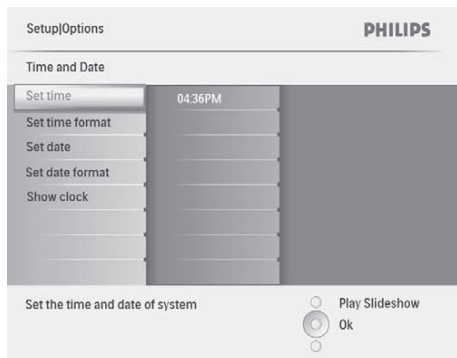 Setup|Options
PHILIPS
Time and Date
Set time
04:36PM
Set time format
Set date
Set date format
Show clock
Set the time and date of system
Play Slideshow
Ok